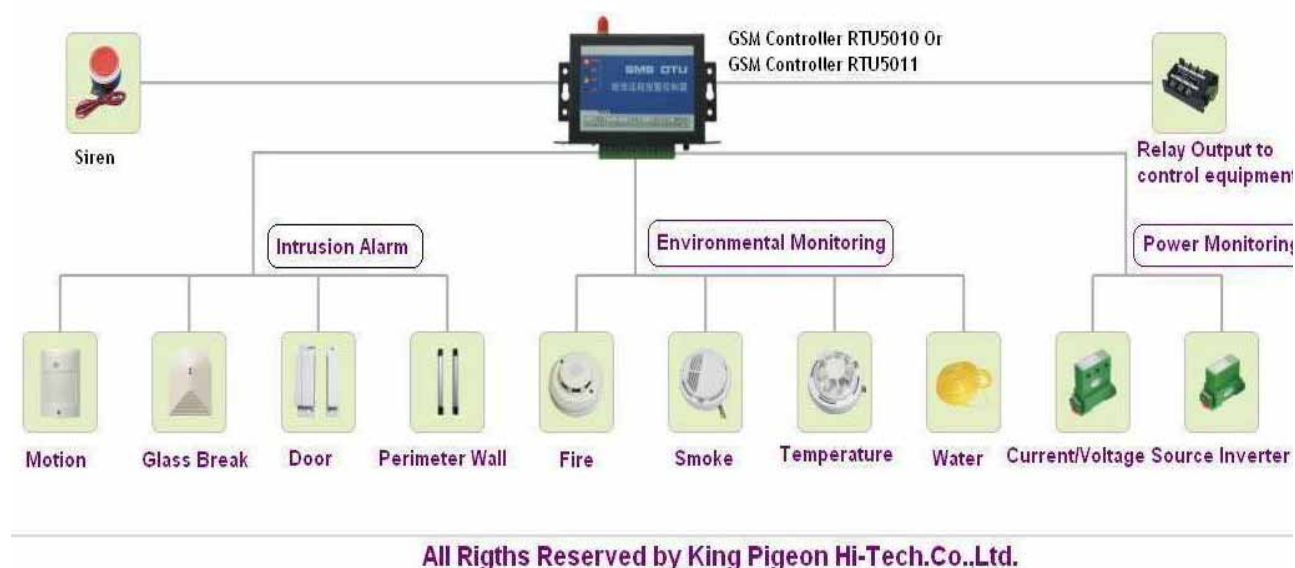 GSM Controller RTU5010 Or
GSM Controller RTU5011
SMS DTU
Siren
Relay Output to
control equipment
Intrusion Alarm
Environmental Monitoring
Power Monitoring
Motion
Glass Break
Door
Perimeter Wall
Fire
Smoke
Temperature
Water
Current/Voltage
Source Inverter
All Rigths Reserved by King Pigeon Hi-Tech.Co.,Ltd.